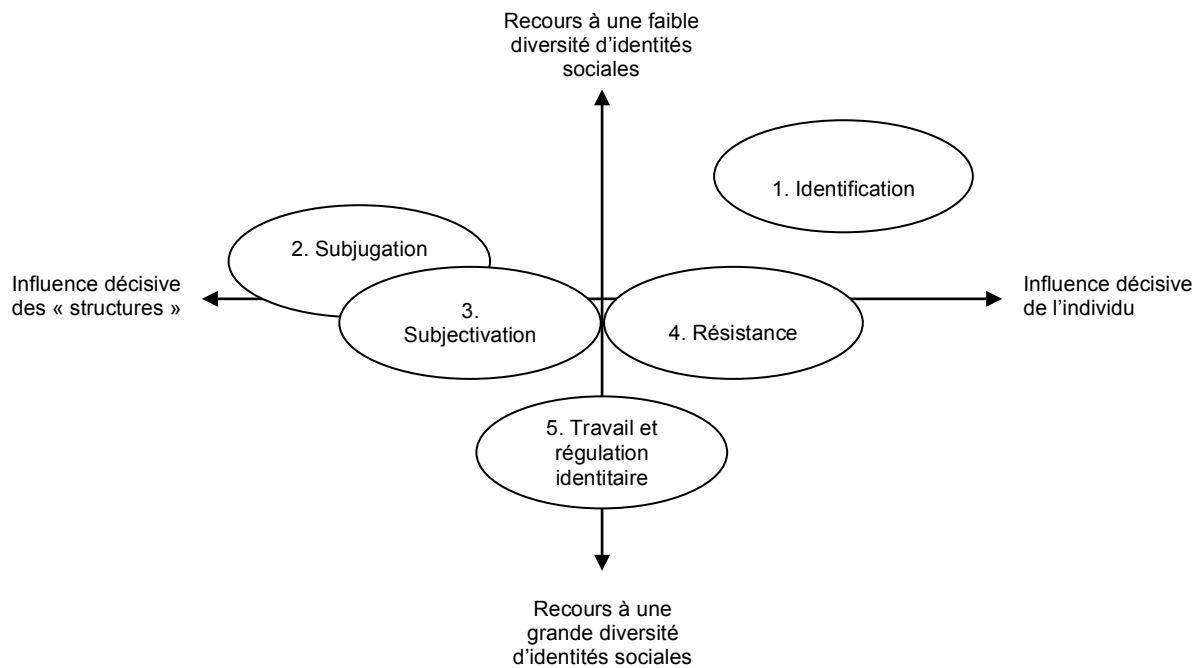 Recours à une faible
diversité d’identités
sociales
1. Identification
2. Subjugation
Influence décisive
des « structures »
3.
Subjectivation
4. Résistance
Influence décisive
de l’individu
5. Travail et
régulation
identitaire
Recours à une
grande diversité
d’identités sociales